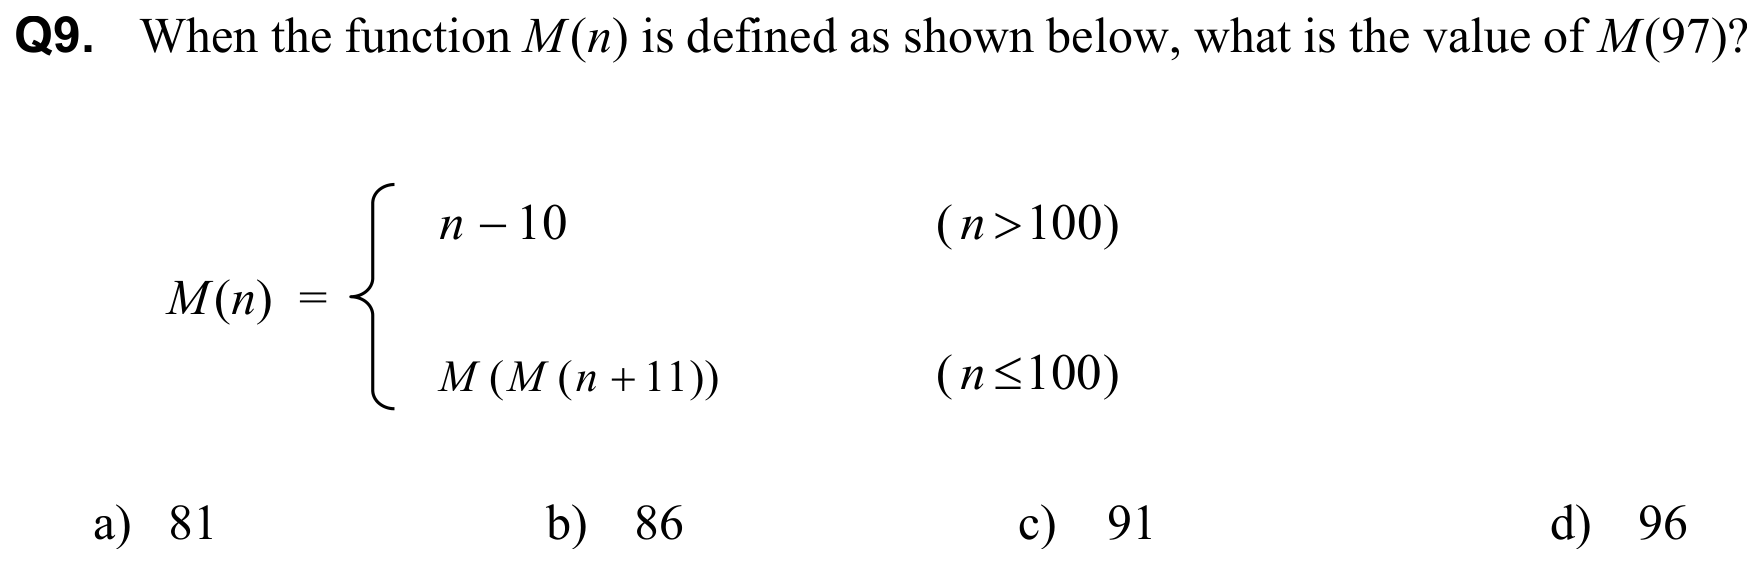 Q9. When the function M(n) is defined as shown below, what is the value of M(97)?
n – 10 (n>100)
M(n) =
M (M (n + 11)) (n≤100)
a) 81 b) 86 c) 91 d) 96